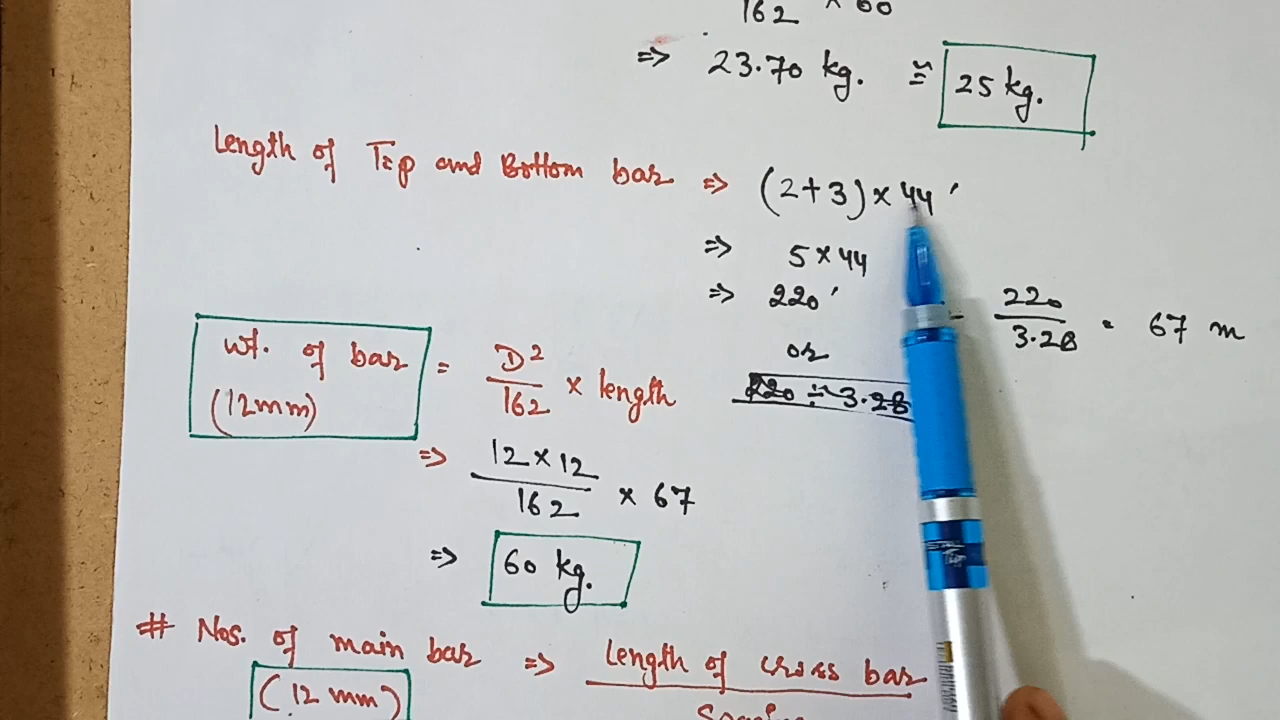 162 × 60
=> 23.70 kg. ≅ 25 kg.
Length of Top and Bottom bar => (2+3) × 44 '
=> 5 × 44
=> 220 ' = 220 / 3.28 = 67 m
or
220 ÷ 3.28
wt. of bar (12mm) = D² / 162 × length
=> 12 × 12 / 162 × 67
=> 60 kg.
# Nos. of main bar => Length of cross bar
(12 mm)